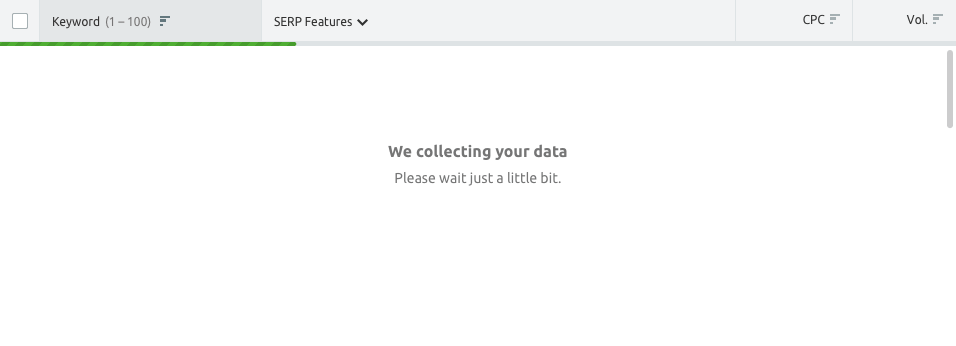 Keyword (1 – 100) SERP Features CPC Vol.
We collecting your data
Please wait just a little bit.